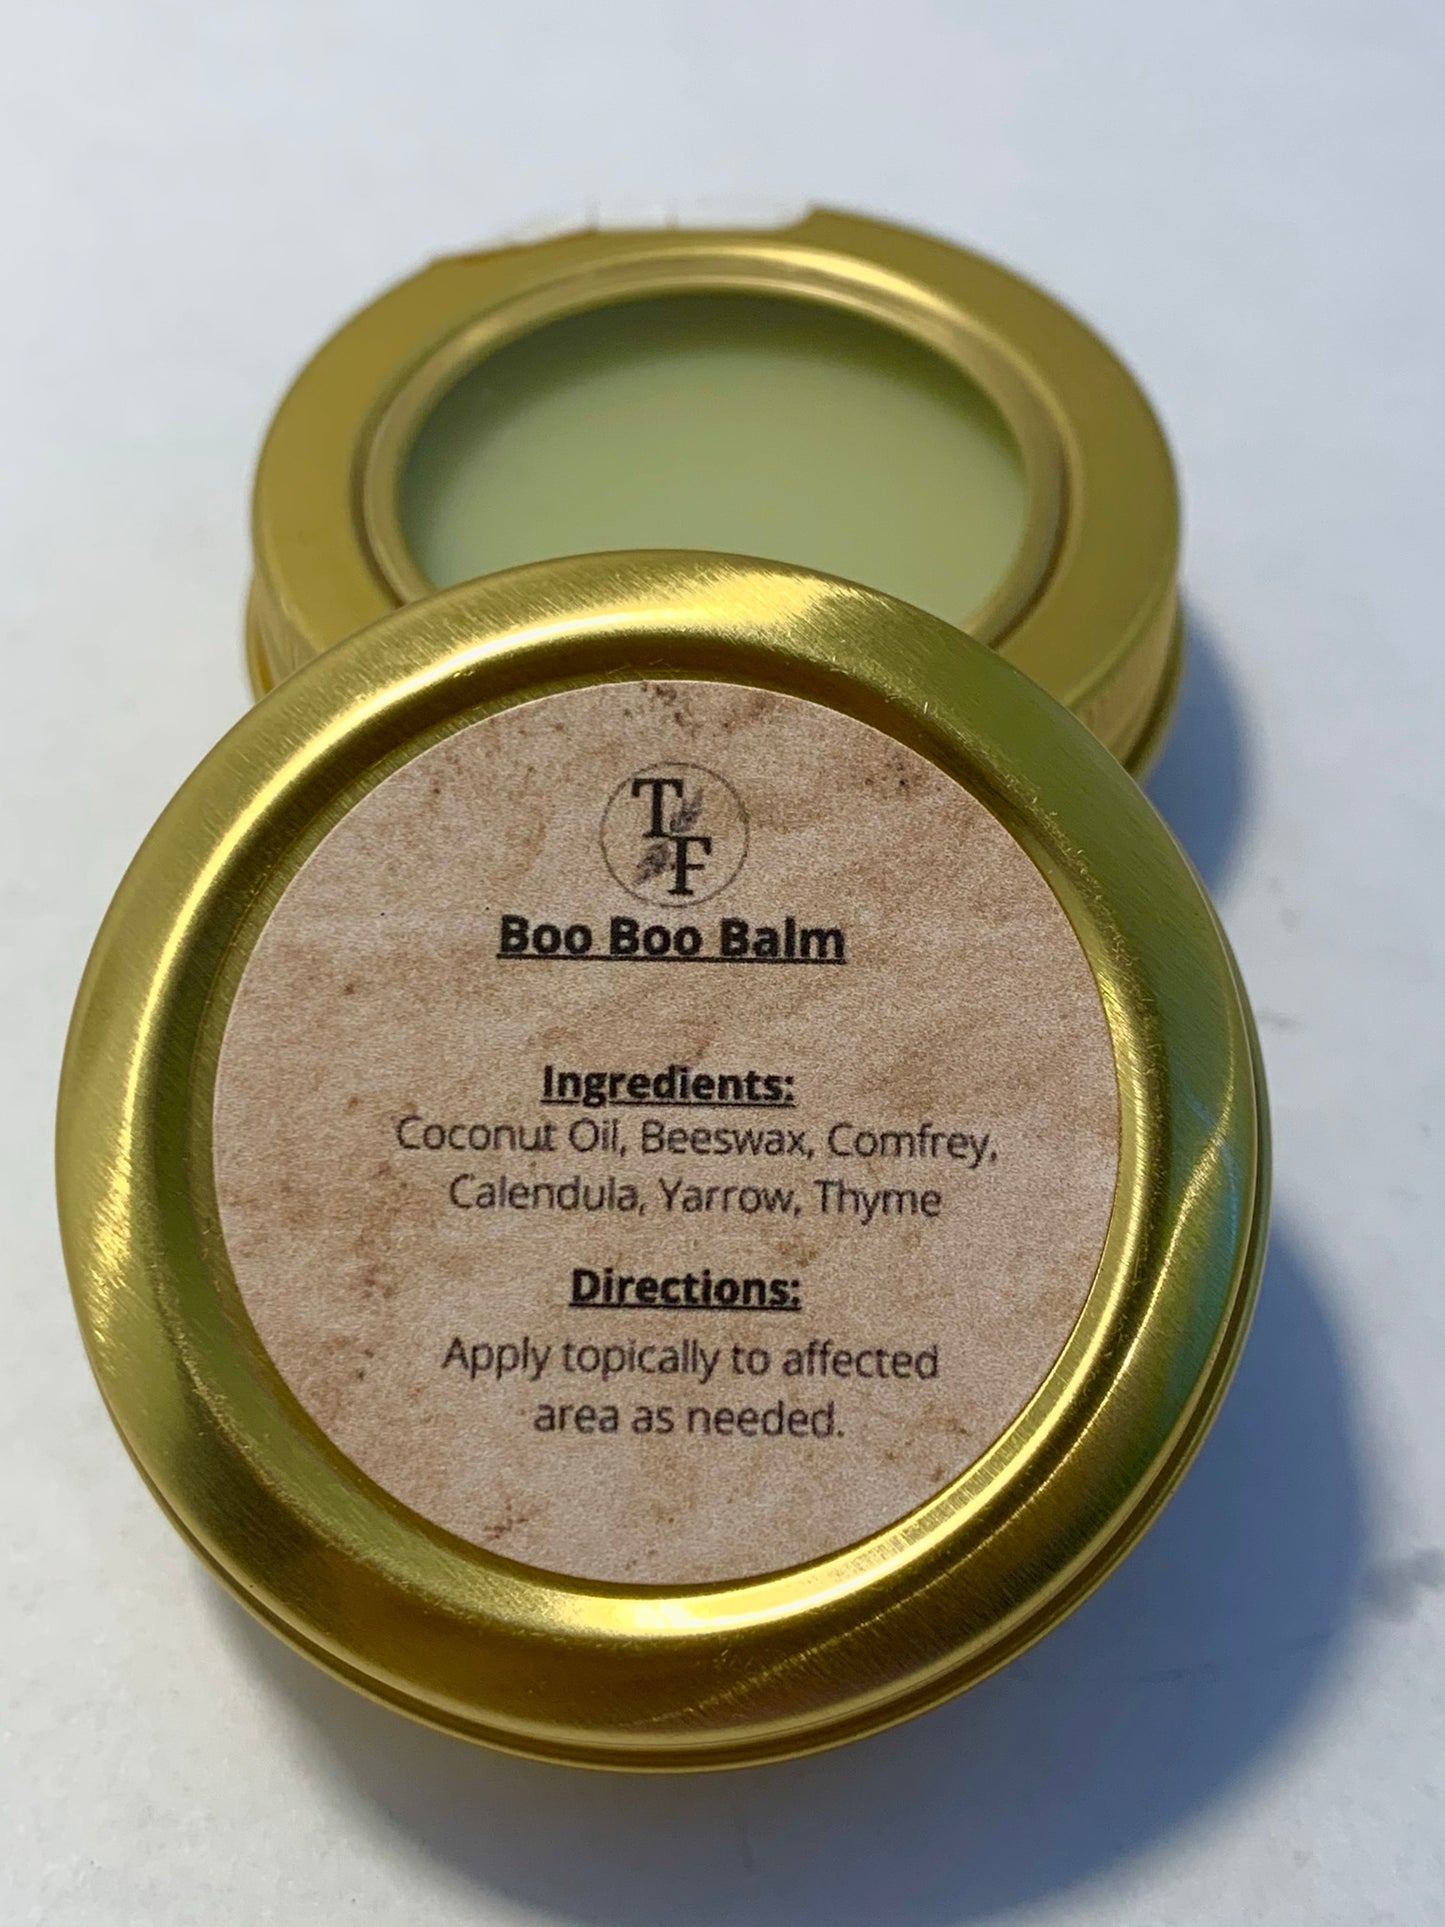 T
F
Boo Boo Balm
Ingredients:
Coconut Oil, Beeswax, Comfrey,
Calendula, Yarrow, Thyme
Directions:
Apply topically to affected
area as needed.